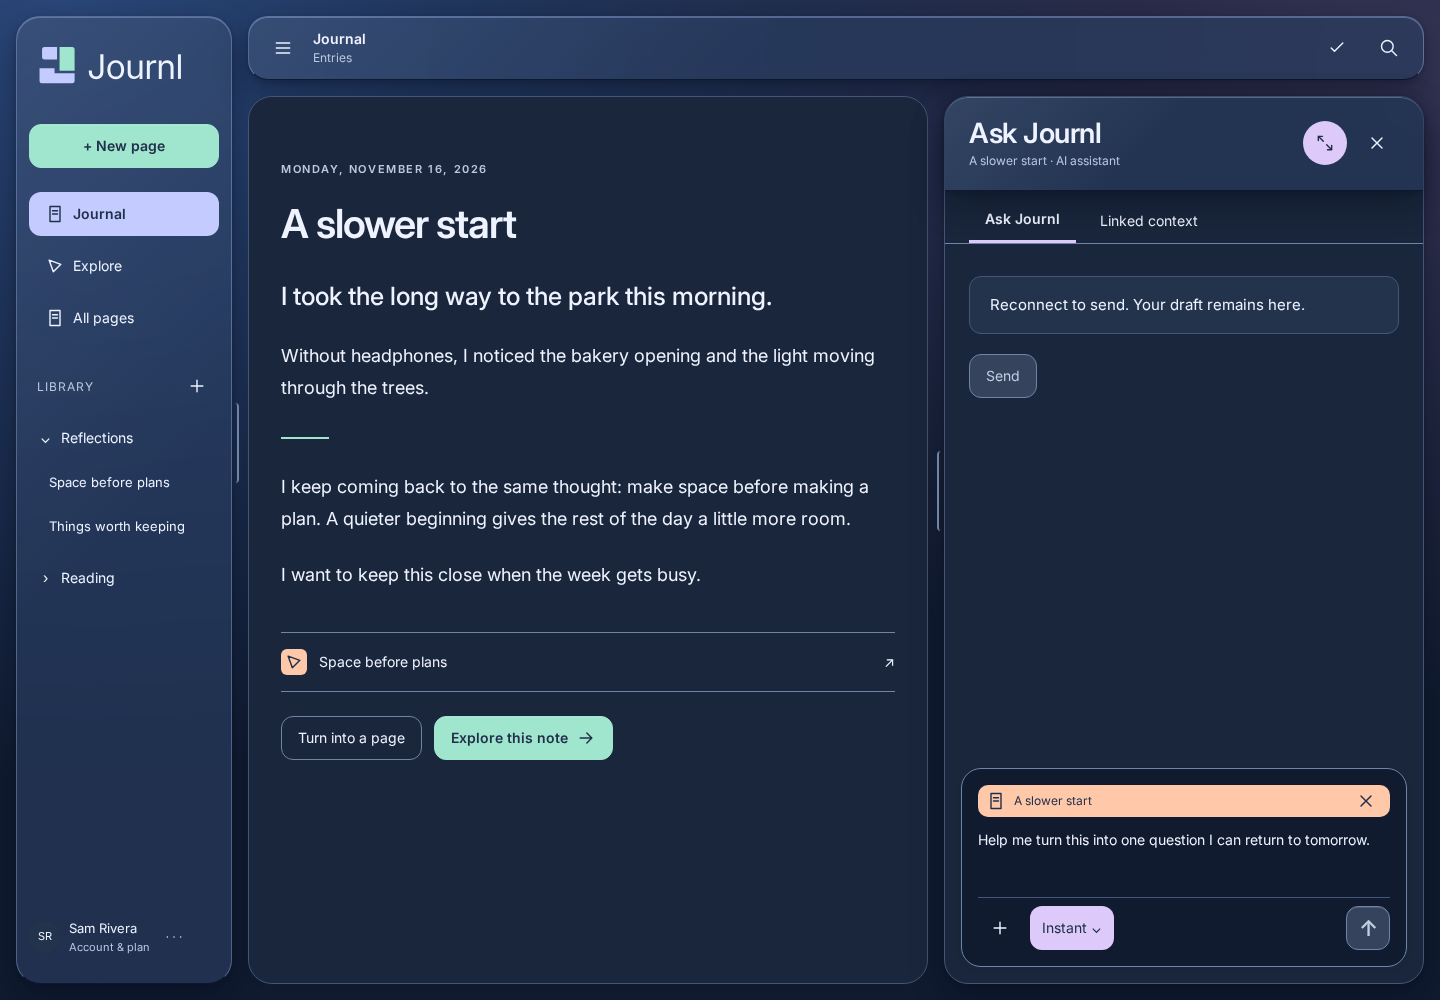 Journl
+ New page
Journal
Explore
All pages
LIBRARY
Reflections
Space before plans
Things worth keeping
Reading
SR
Sam Rivera
Account & plan
...
Journal
Entries
MONDAY, NOVEMBER 16, 2026
A slower start
I took the long way to the park this morning.
Without headphones, I noticed the bakery opening and the light moving
through the trees.
I keep coming back to the same thought: make space before making a
plan. A quieter beginning gives the rest of the day a little more room.
I want to keep this close when the week gets busy.
Space before plans
Turn into a page
Explore this note
Ask Journl
A slower start · AI assistant
Ask Journl
Linked context
Reconnect to send. Your draft remains here.
Send
A slower start
Help me turn this into one question I can return to tomorrow.
Instant